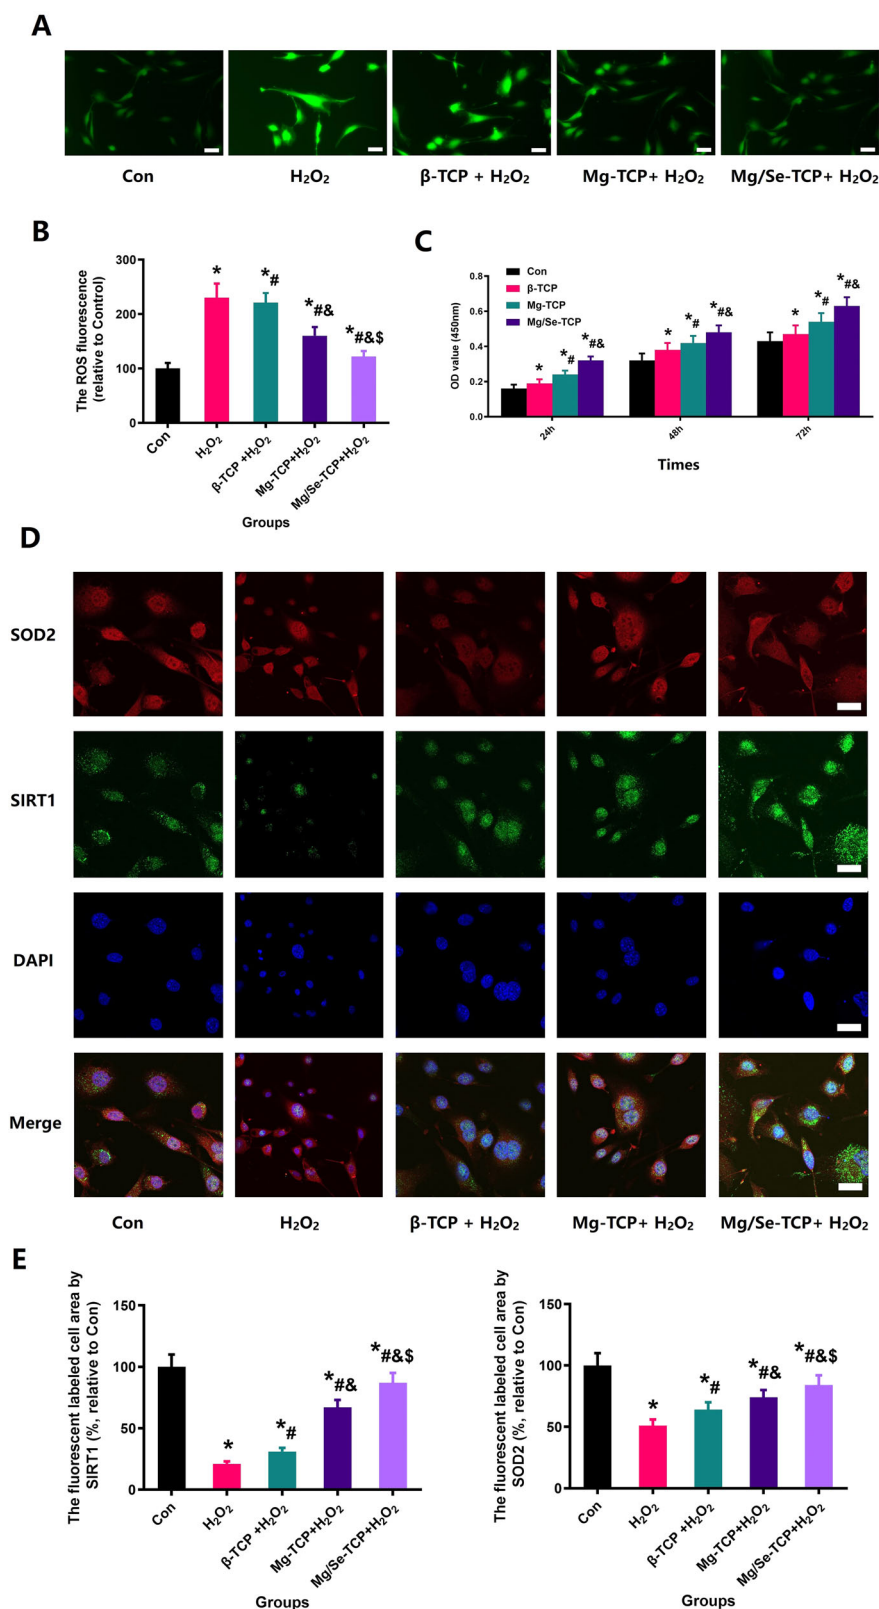 A
Con
H₂O₂
β-TCP + H₂O₂
Mg-TCP+ H₂O₂
Mg/Se-TCP+ H₂O₂
B
The ROS fluorescence
(relative to Control)
300
200
100
0
*
*#
*#&
*#&$
Con
H₂O₂
β-TCP +H₂O₂
Mg-TCP+H₂O₂
Mg/Se-TCP+H₂O₂
Groups
C
Con
β-TCP
Mg-TCP
Mg/Se-TCP
OD value (450nm)
0.8
0.6
0.4
0.2
0.0
*
*#
*#&
*
*#
*#&
*
*#
*#&
24h
48h
72h
Times
D
SOD2
SIRT1
DAPI
Merge
Con
H₂O₂
β-TCP + H₂O₂
Mg-TCP+ H₂O₂
Mg/Se-TCP+ H₂O₂
E
The fluorescent labeled cell area by
SIRT1 (%, relative to Con)
150
100
50
0
*
*#
*#&
*#&$
Con
H₂O₂
β-TCP +H₂O₂
Mg-TCP+H₂O₂
Mg/Se-TCP+H₂O₂
Groups
The fluorescent labeled cell area by
SOD2 (%, relative to Con)
150
100
50
0
*
*#
*#&
*#&$
Con
H₂O₂
β-TCP +H₂O₂
Mg-TCP+H₂O₂
Mg/Se-TCP+H₂O₂
Groups